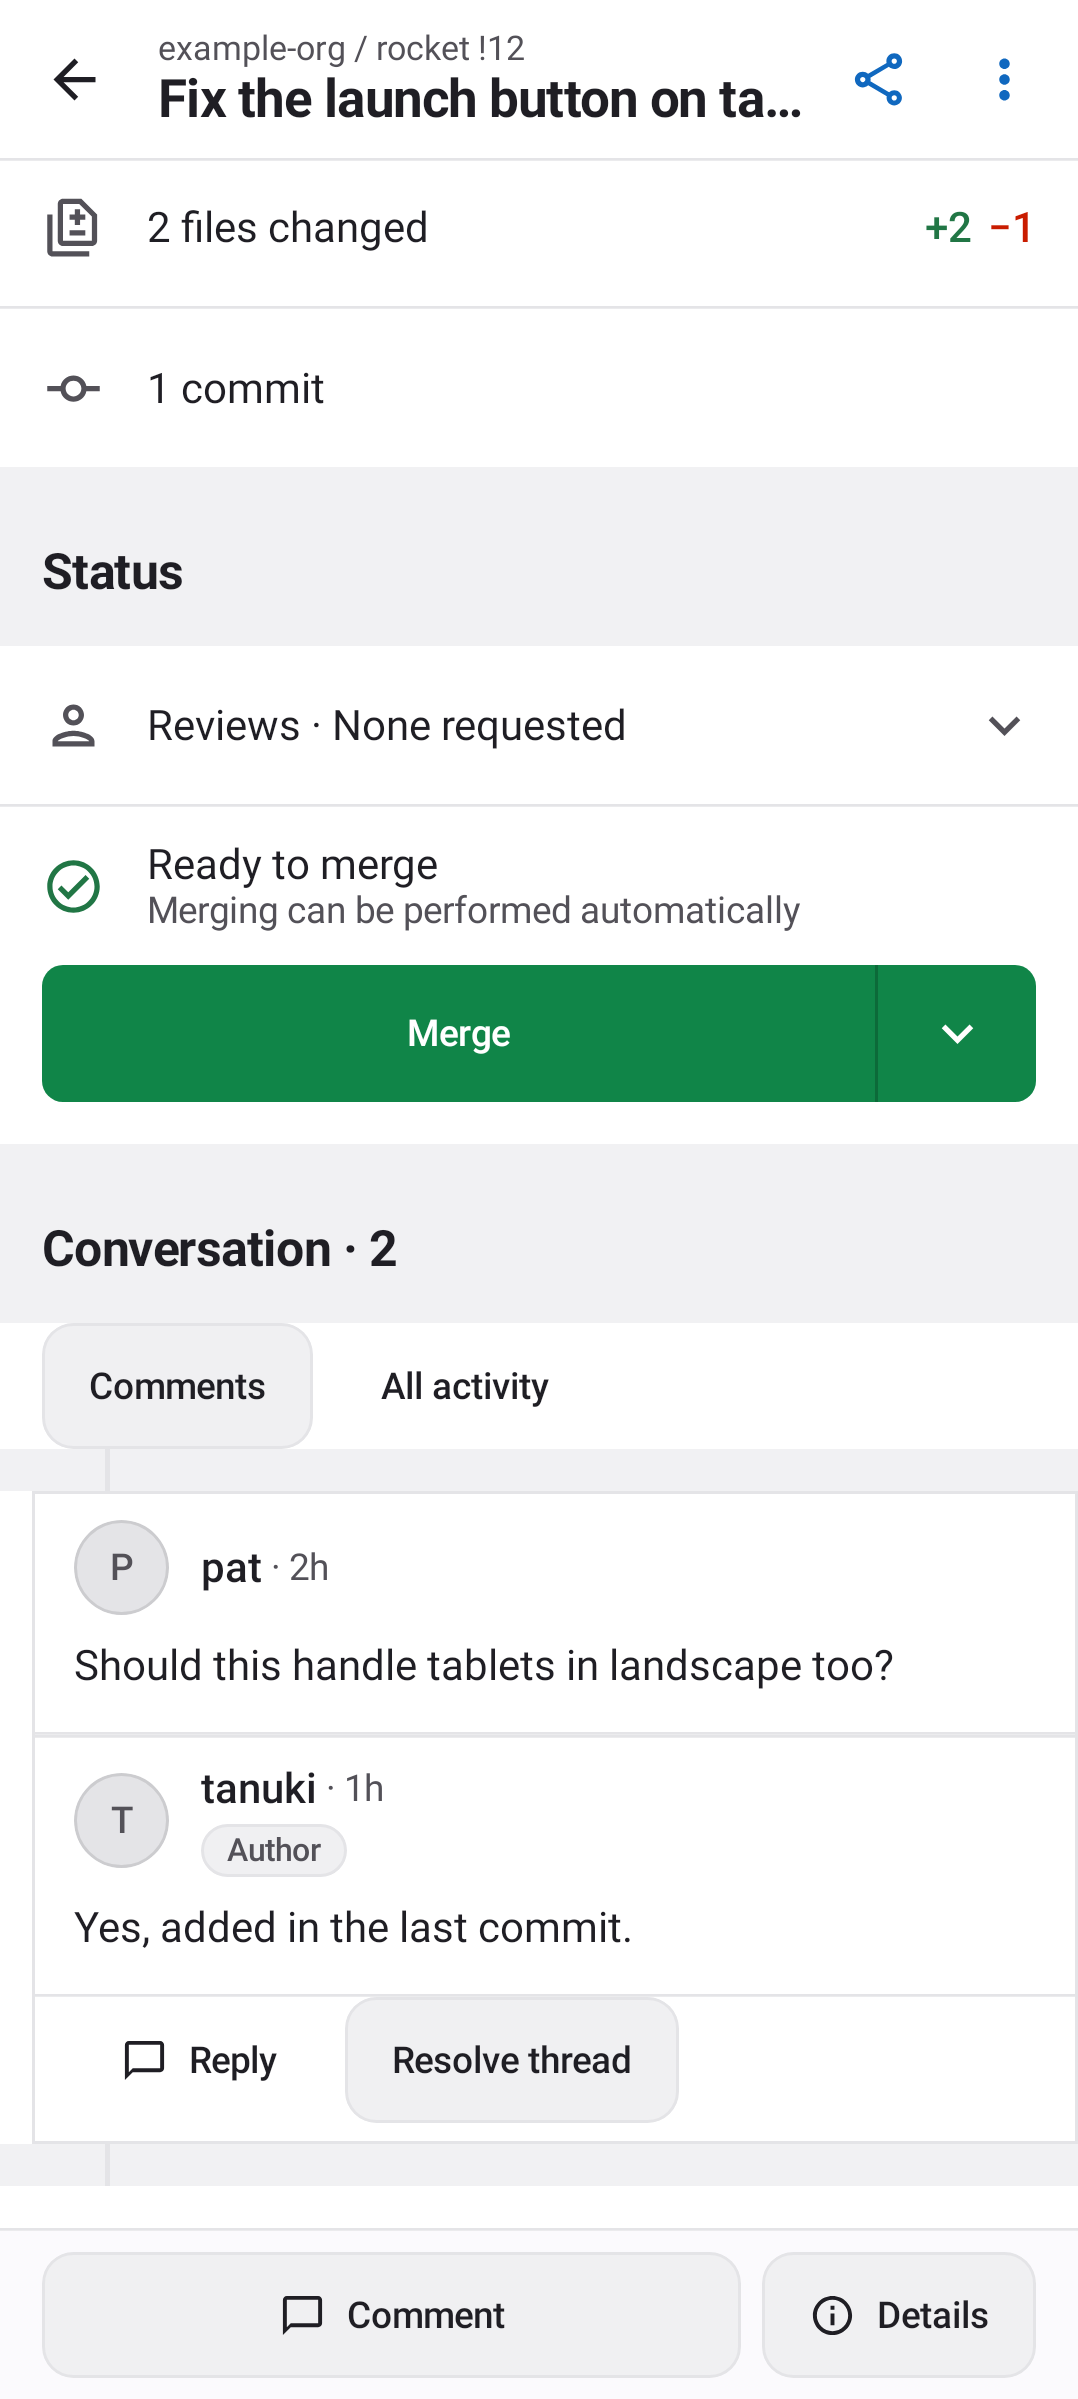 example-org / rocket !12
Fix the launch button on ta...
2 files changed
+2 −1
1 commit
Status
Reviews · None requested
Ready to merge
Merging can be performed automatically
Merge
Conversation · 2
Comments
All activity
P
pat · 2h
Should this handle tablets in landscape too?
T
tanuki · 1h
Author
Yes, added in the last commit.
Reply
Resolve thread
Comment
Details